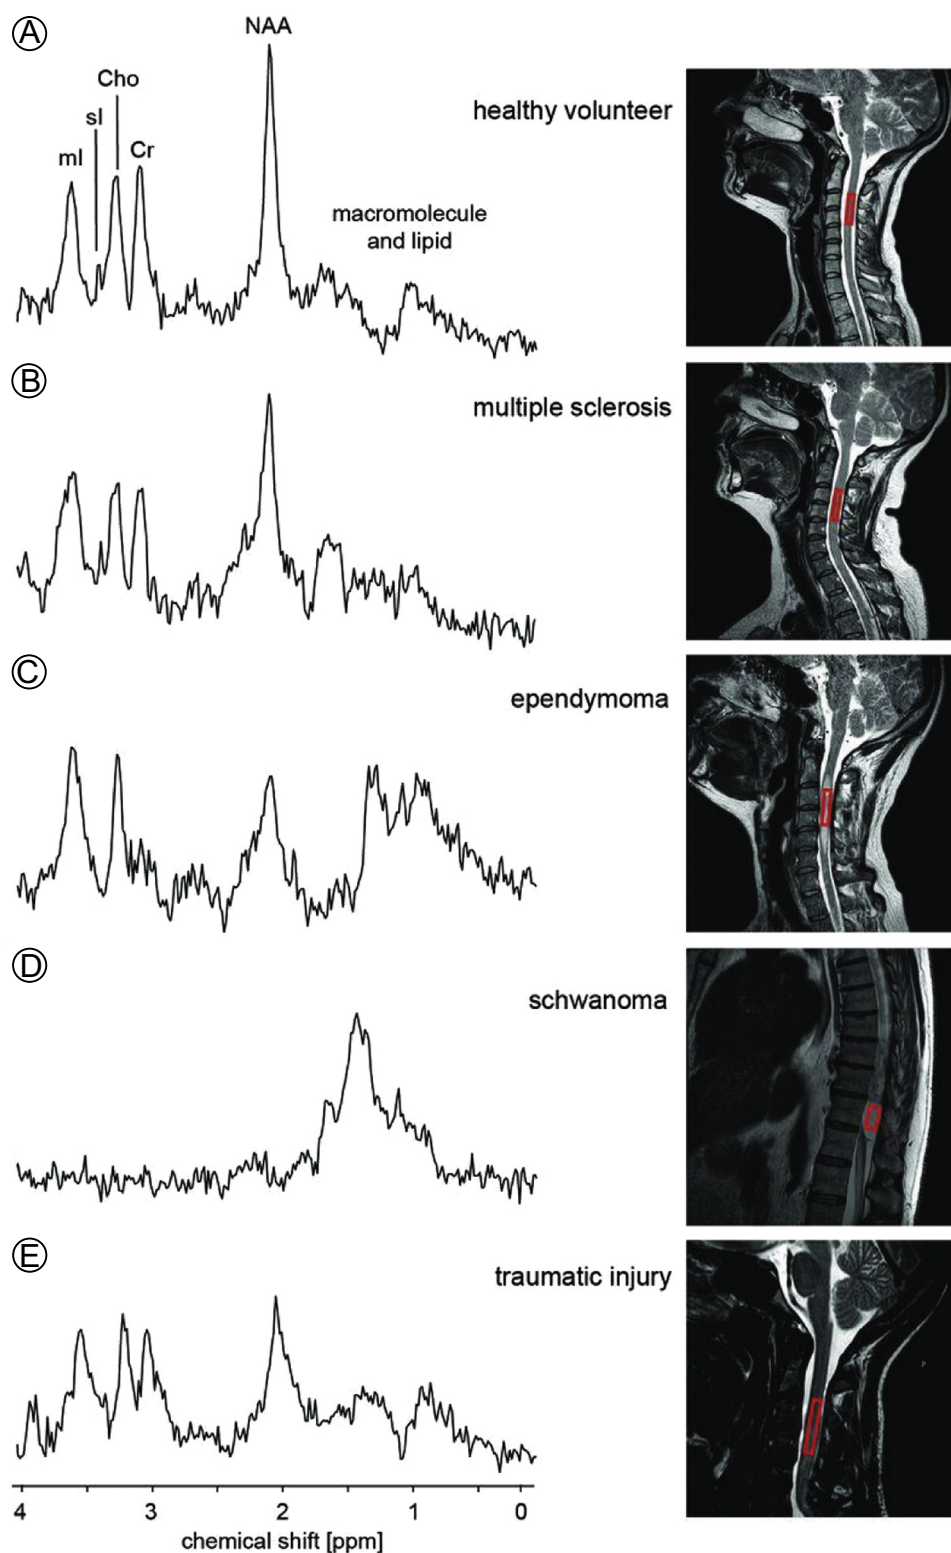 A
NAA
Cho
sI
mI
Cr
healthy volunteer
macromolecule
and lipid
B
multiple sclerosis
C
ependymoma
D
schwanoma
E
traumatic injury
4 3 2 1 0
chemical shift [ppm]